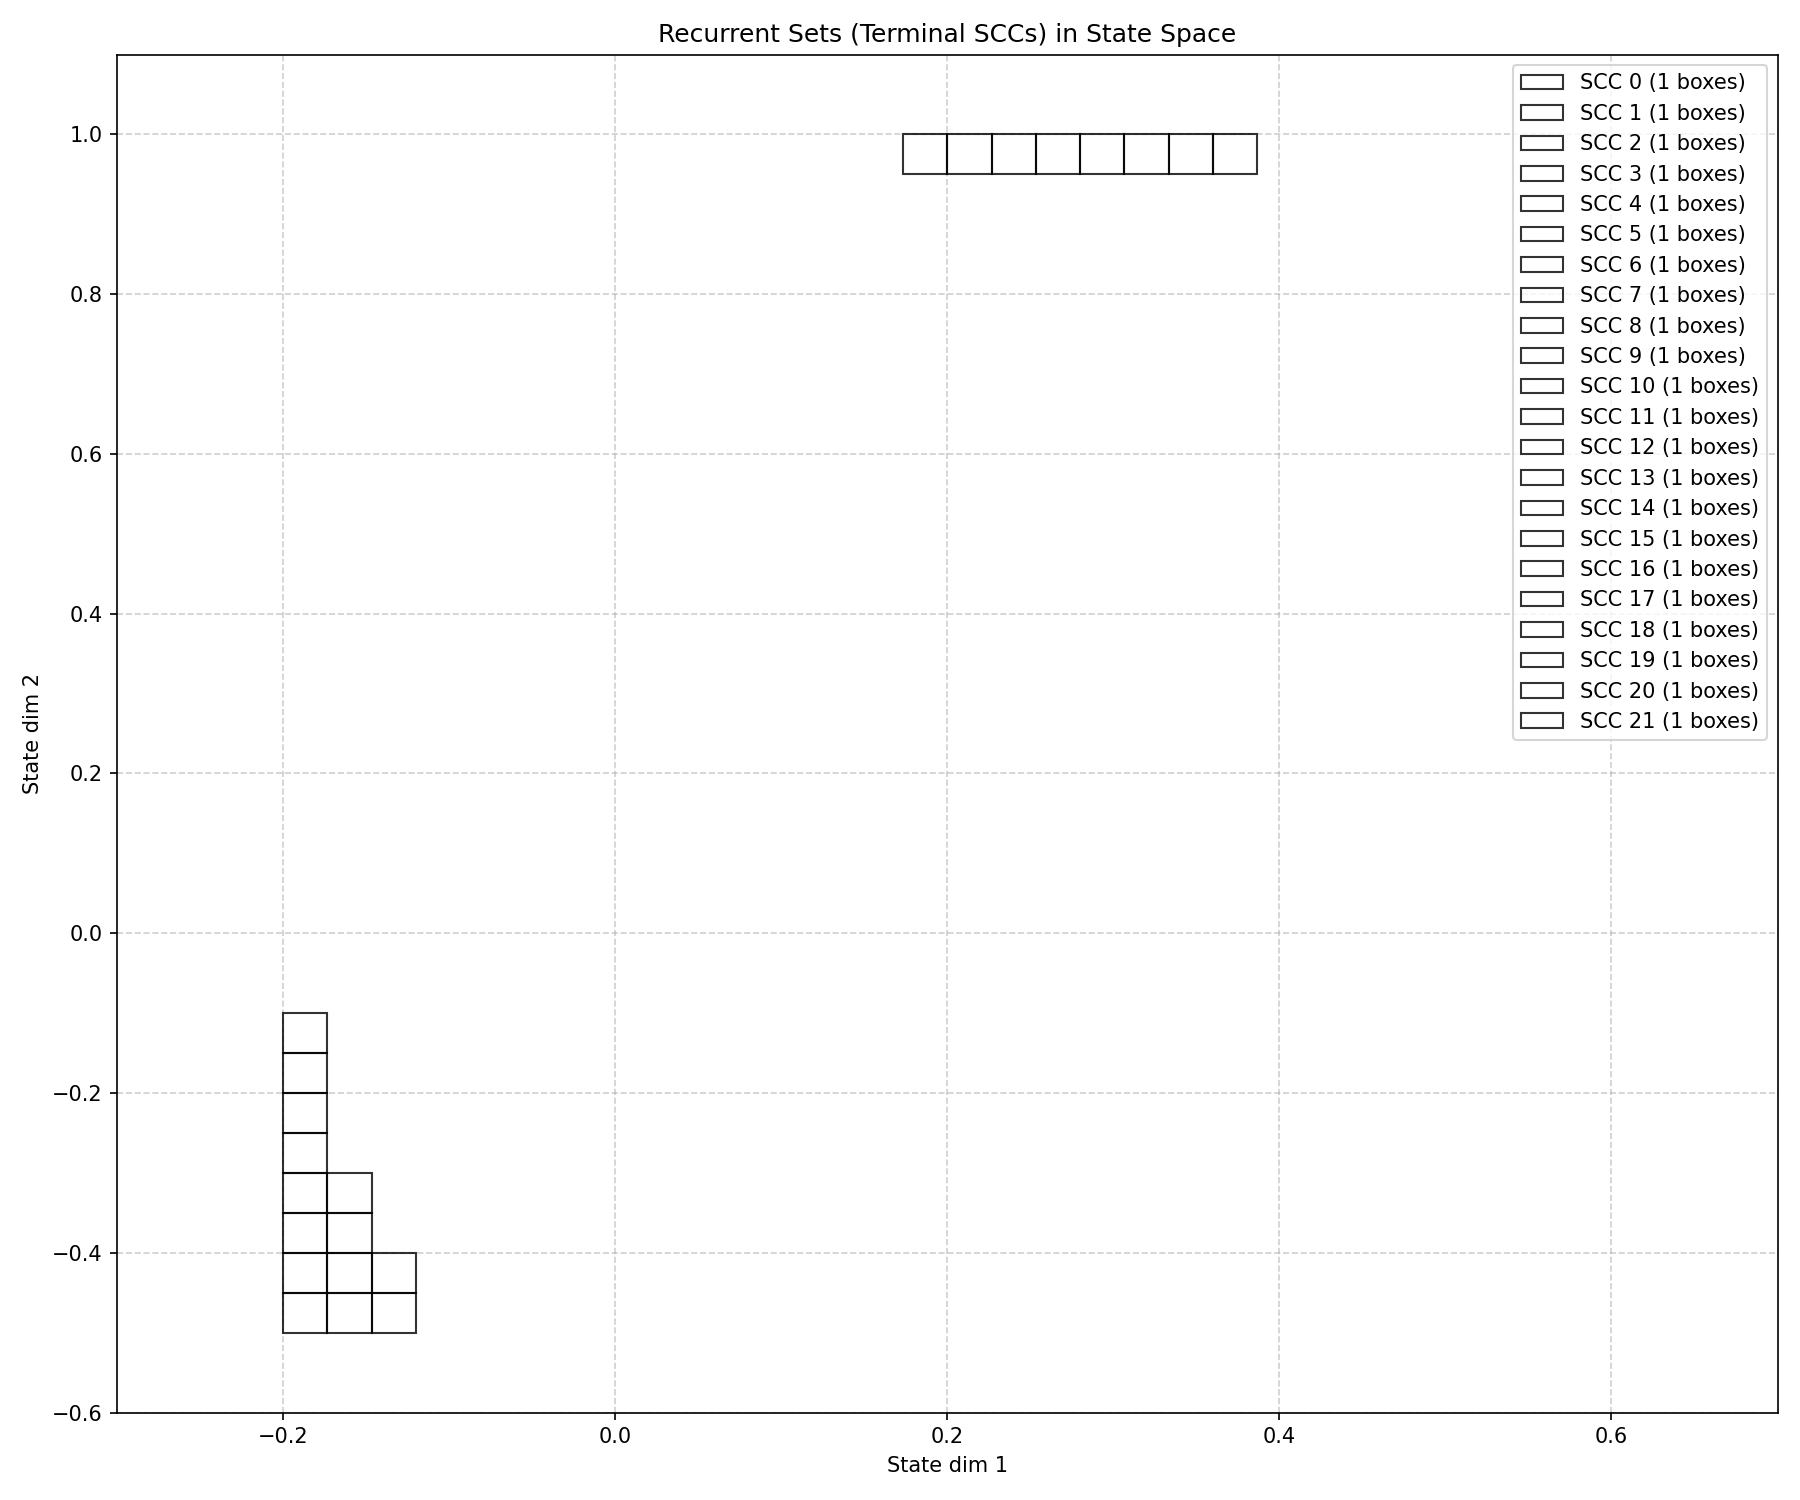 Recurrent Sets (Terminal SCCs) in State Space
SCC 0 (1 boxes)
SCC 1 (1 boxes)
SCC 2 (1 boxes)
SCC 3 (1 boxes)
SCC 4 (1 boxes)
SCC 5 (1 boxes)
SCC 6 (1 boxes)
SCC 7 (1 boxes)
SCC 8 (1 boxes)
SCC 9 (1 boxes)
SCC 10 (1 boxes)
SCC 11 (1 boxes)
SCC 12 (1 boxes)
SCC 13 (1 boxes)
SCC 14 (1 boxes)
SCC 15 (1 boxes)
SCC 16 (1 boxes)
SCC 17 (1 boxes)
SCC 18 (1 boxes)
SCC 19 (1 boxes)
SCC 20 (1 boxes)
SCC 21 (1 boxes)
State dim 2
1.0
0.8
0.6
0.4
0.2
0.0
−0.2
−0.4
−0.6
−0.2 0.0 0.2 0.4 0.6
State dim 1